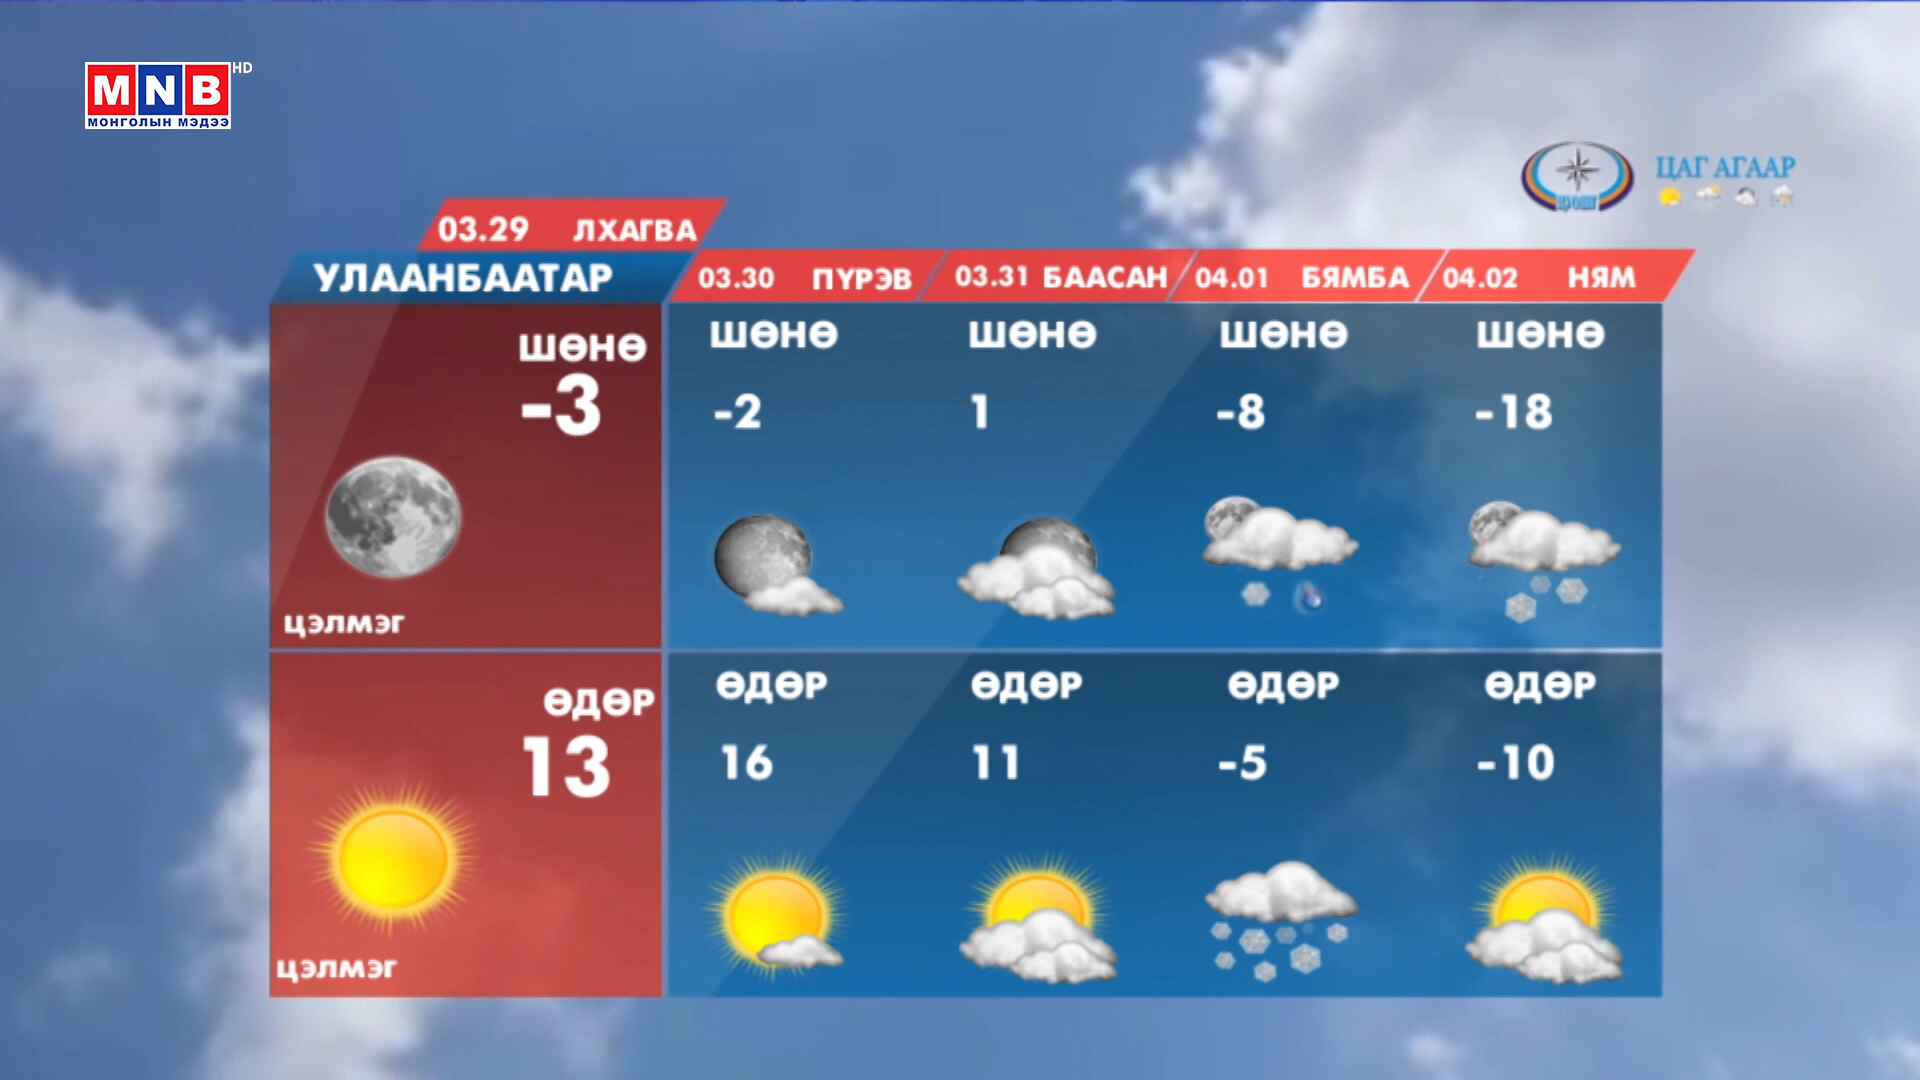 MNB HD
МОНГОЛЫН МЭДЭЭ
ЦАГ АГААР
03.29 ЛХАГВА
УЛААНБААТАР
03.30 ПҮРЭВ
03.31 БААСАН
04.01 БЯМБА
04.02 НЯМ
ШӨНӨ
-3
ЦЭЛМЭГ
ШӨНӨ
-2
ШӨНӨ
1
ШӨНӨ
-8
ШӨНӨ
-18
ӨДӨР
13
ЦЭЛМЭГ
ӨДӨР
16
ӨДӨР
11
ӨДӨР
-5
ӨДӨР
-10